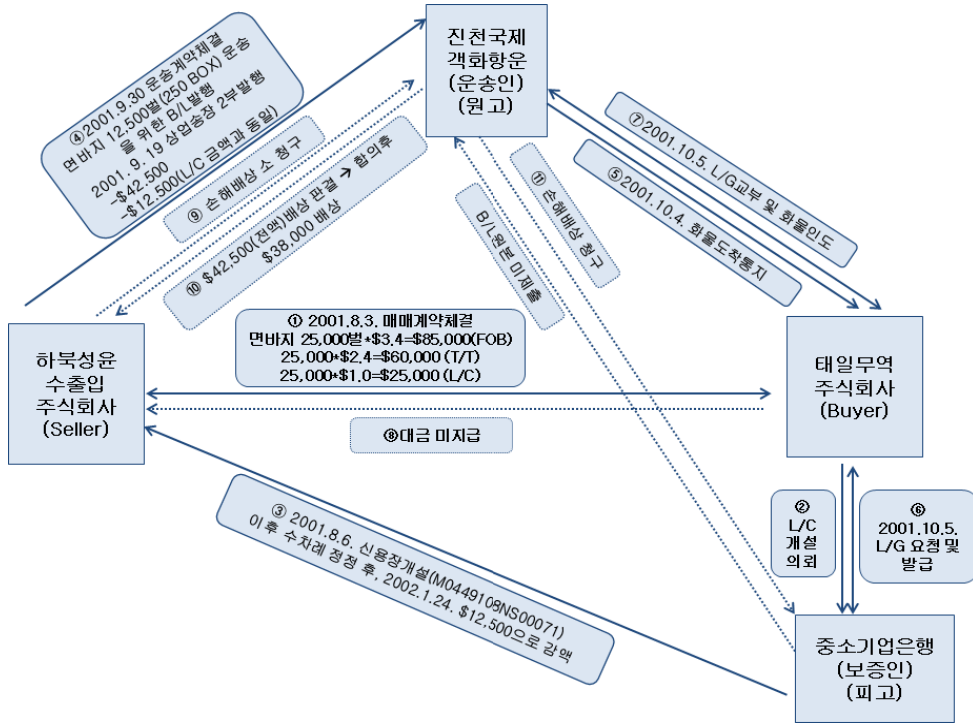 진천국제
객화항운
(운송인)
(원고)
④2001.9.30 운송계약체결
면바지 12,500벌(250 BOX) 운송
을 위한 B/L발행
2001. 9. 19 상업송장 2부발행
-$42.500
-$12,500(L/C 금액과 동일)
⑨ 손해배상 소 청구
⑩ $42,500(전액)배상 판결 → 합의후
$38,000 배상
⑦2001.10.5. L/G교부 및 화물인도
⑤2001.10.4. 화물도착통지
⑪ 손해배상 청구
B/L원본 미제출
① 2001.8.3. 매매계약체결
면바지 25,000벌*$3.4=$85,000(FOB)
25,000*$2.4=$60,000 (T/T)
25,000*$1.0=$25,000 (L/C)
하북성윤
수출입
주식회사
(Seller)
태일무역
주식회사
(Buyer)
⑧대금 미지급
③ 2001.8.6. 신용장개설(M0449108NS00071)
이후 수차례 정정 후, 2002.1.24. $12,500으로 감액
②
L/C
개설
의뢰
⑥
2001.10.5.
L/G 요청 및
발급
중소기업은행
(보증인)
(피고)